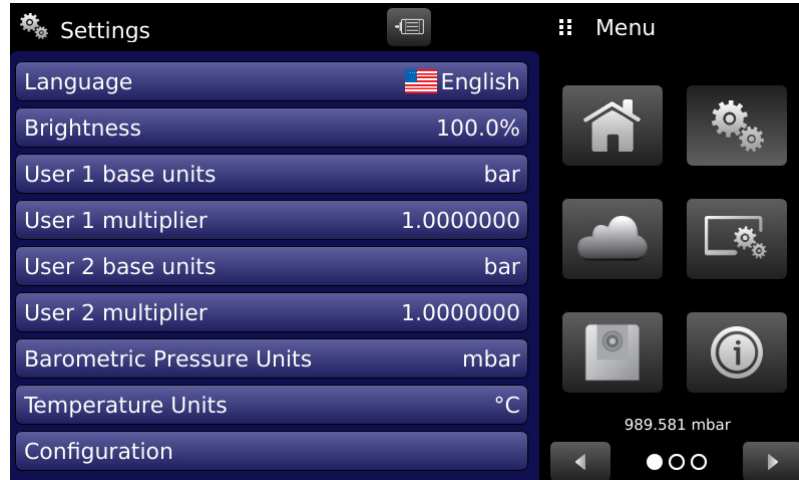 Settings
Menu
Language English
Brightness 100.0%
User 1 base units bar
User 1 multiplier 1.0000000
User 2 base units bar
User 2 multiplier 1.0000000
Barometric Pressure Units mbar
Temperature Units °C
Configuration
989.581 mbar